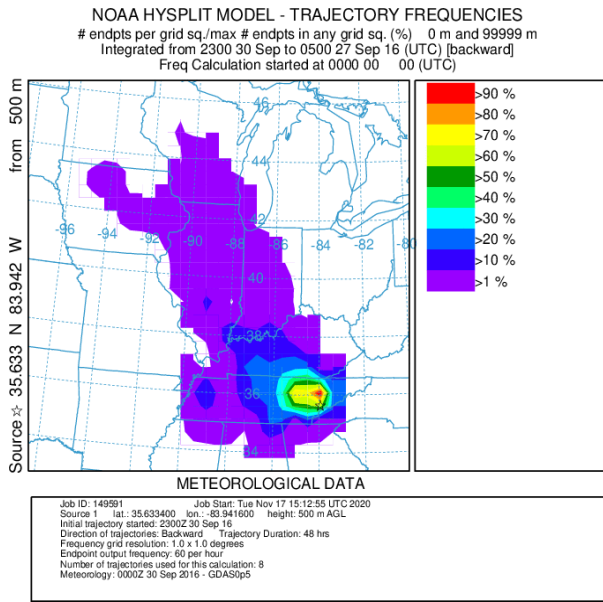 NOAA HYSPLIT MODEL - TRAJECTORY FREQUENCIES
# endpts per grid sq./max # endpts in any grid sq. (%) 0 m and 99999 m
Integrated from 2300 30 Sep to 0500 27 Sep 16 (UTC) [backward]
Freq Calculation started at 0000 00 00 (UTC)
Source ☆ 35.633 N 83.942 W from 500 m
46
44
42
-96 -94 -92 -90 -88 -86 -84 -82 -80
40
38
36
34
>90 %
>80 %
>70 %
>60 %
>50 %
>40 %
>30 %
>20 %
>10 %
>1 %
METEOROLOGICAL DATA
Job ID: 149591 Job Start: Tue Nov 17 15:12:55 UTC 2020
Source 1 lat.: 35.633400 lon.: -83.941600 height: 500 m AGL
Initial trajectory started: 2300Z 30 Sep 16
Direction of trajectories: Backward Trajectory Duration: 48 hrs
Frequency grid resolution: 1.0 x 1.0 degrees
Endpoint output frequency: 60 per hour
Number of trajectories used for this calculation: 8
Meteorology: 0000Z 30 Sep 2016 - GDAS0p5